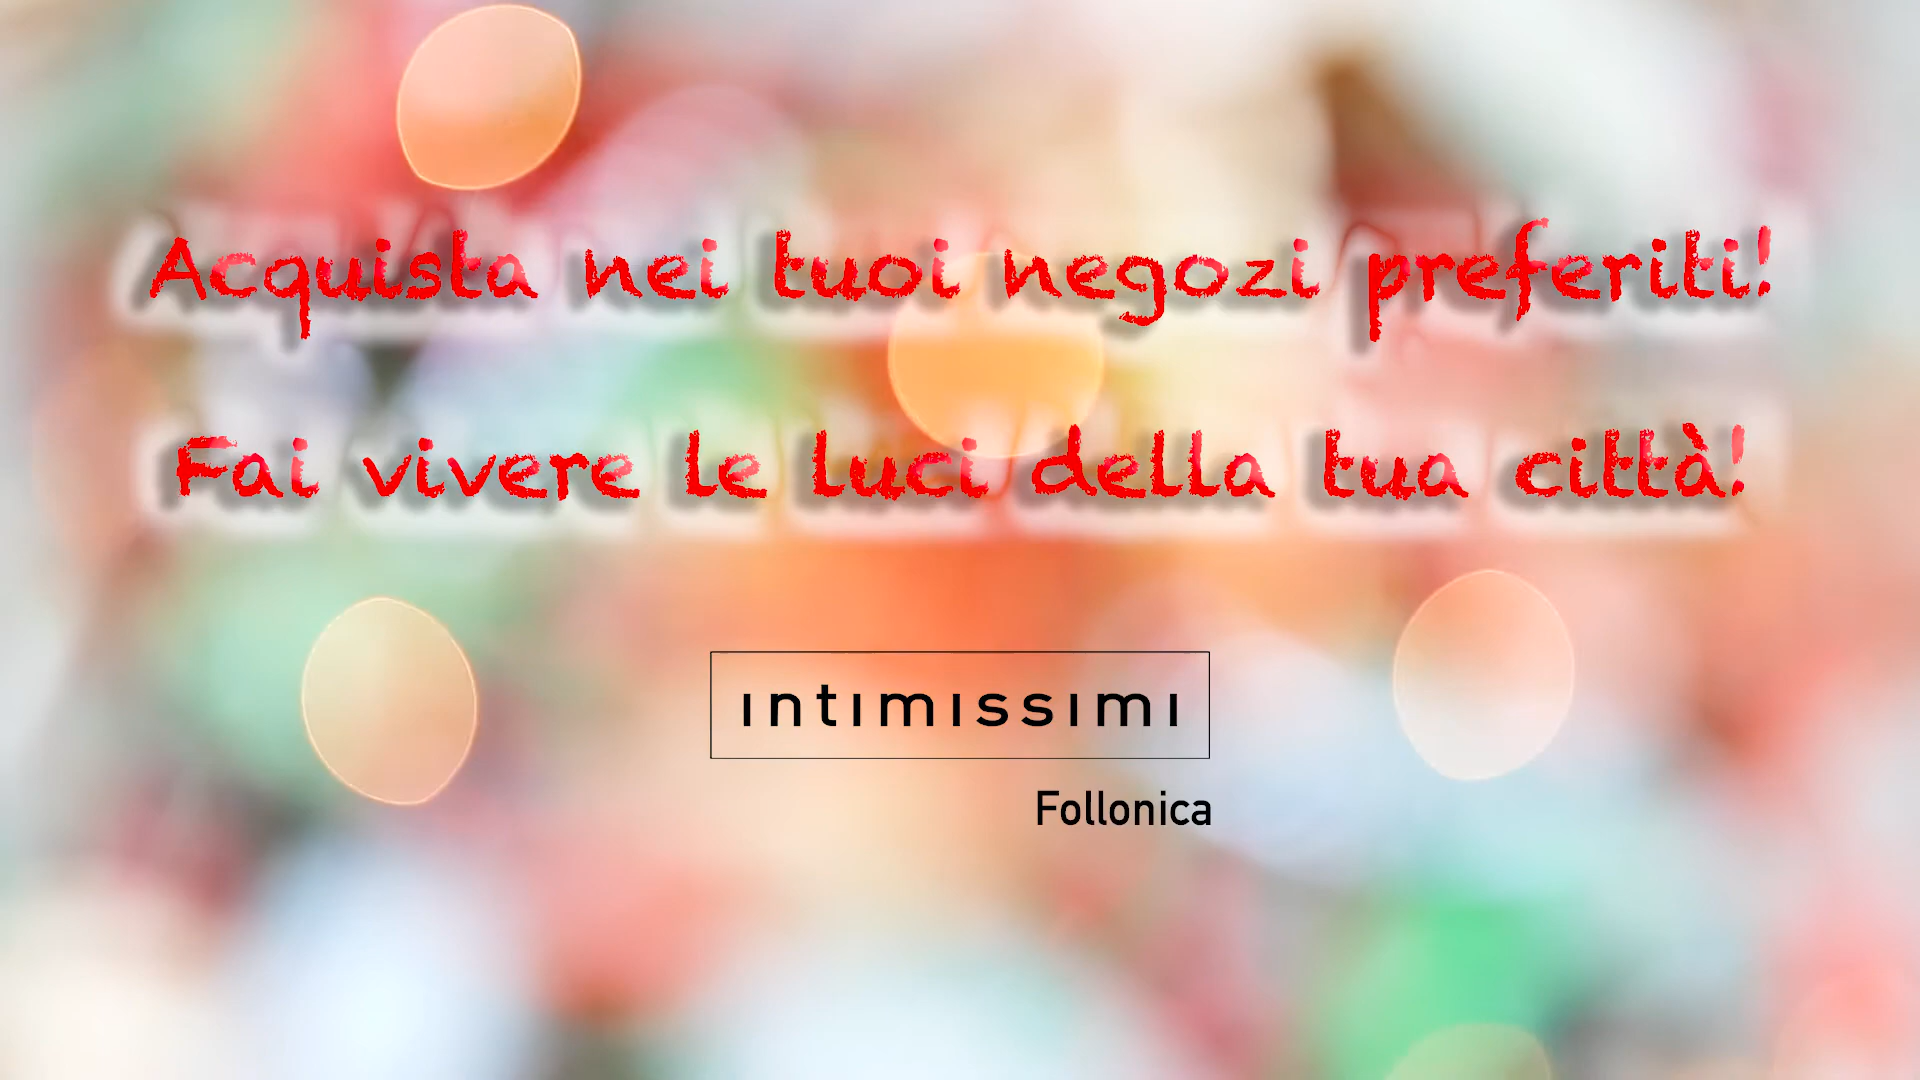 Acquista nei tuoi negozi preferiti!
Fai vivere le luci della tua città!
intimissimi
Follonica